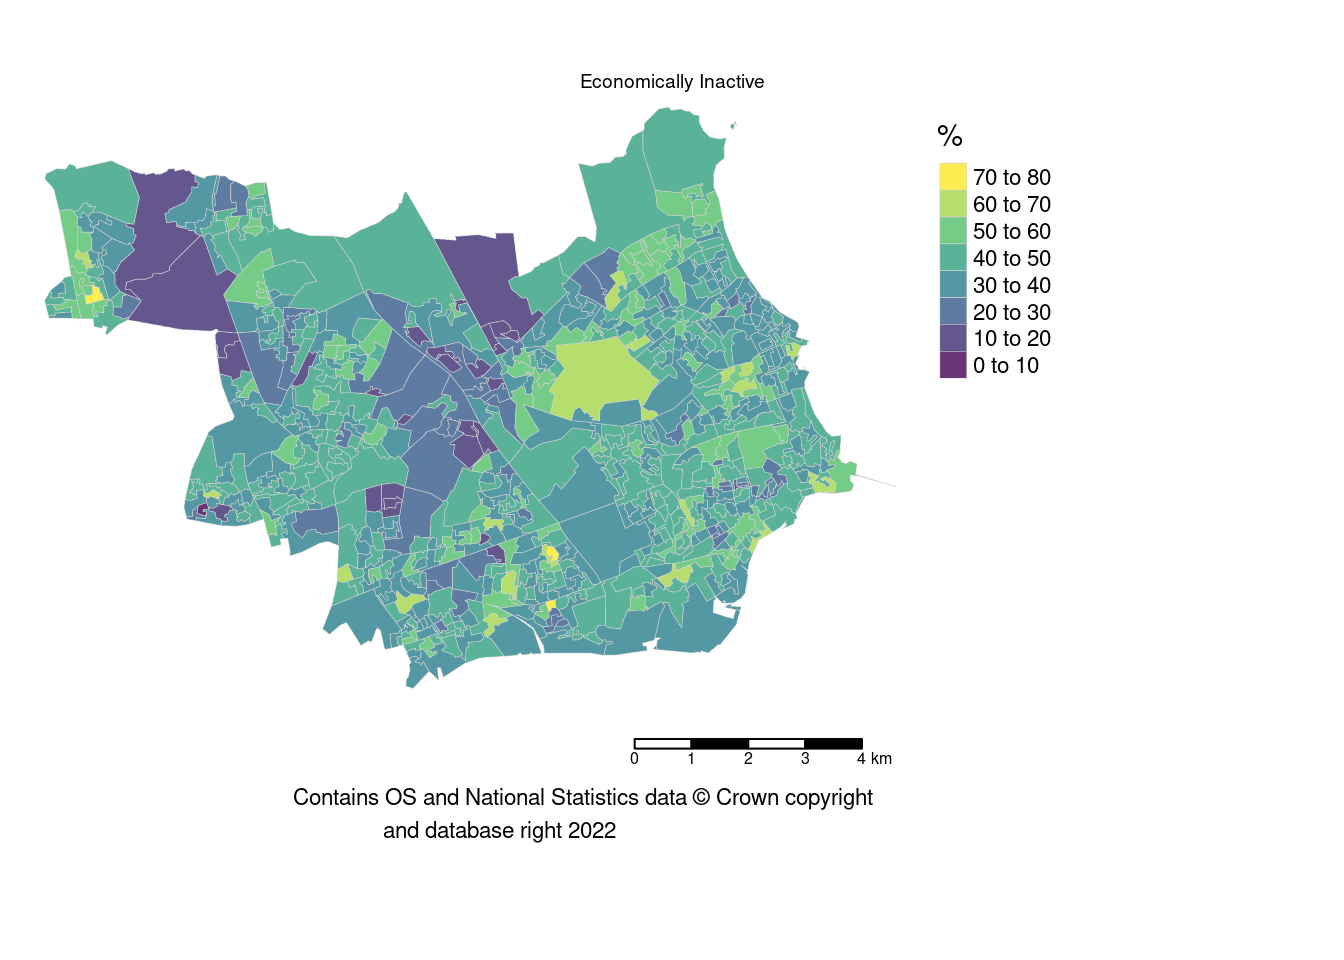 Economically Inactive
%
70 to 80
60 to 70
50 to 60
40 to 50
30 to 40
20 to 30
10 to 20
0 to 10
0 1 2 3 4 km
Contains OS and National Statistics data © Crown copyright
and database right 2022